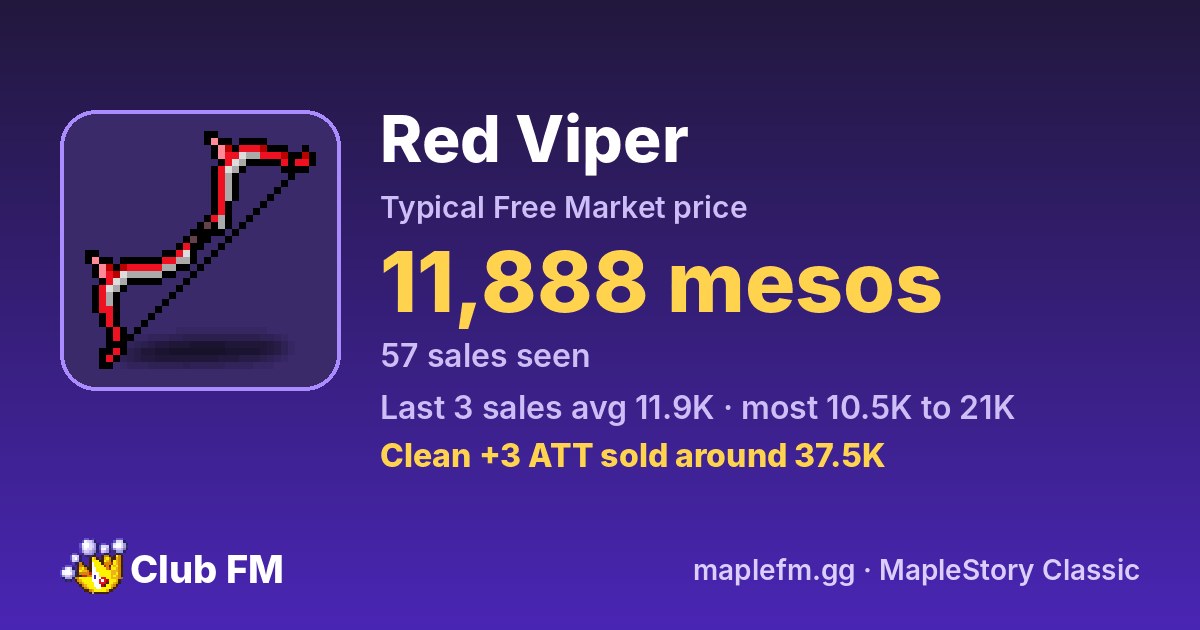 Red Viper
Typical Free Market price
11,888 mesos
57 sales seen
Last 3 sales avg 11.9K · most 10.5K to 21K
Clean +3 ATT sold around 37.5K
Club FM
maplefm.gg · MapleStory Classic